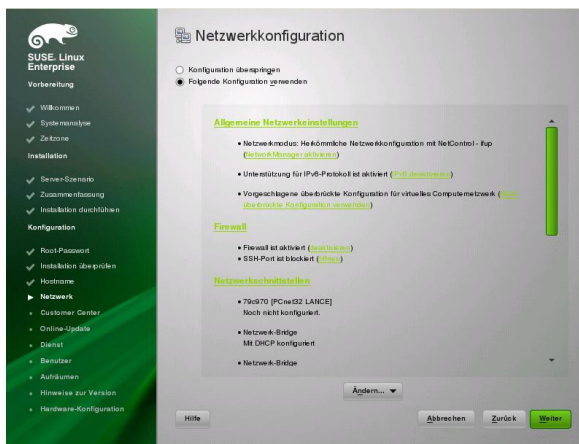 SUSE. Linux
Enterprise
Vorbereitung
Willkommen
Systemanalyse
Zeitzone
Installation
Server-Szenario
Zusammenfassung
Installation durchführen
Konfiguration
Root-Passwort
Installation überprüfen
Hostname
Netzwerk
Customer Center
Online-Update
Dienst
Benutzer
Aufräumen
Hinweise zur Version
Hardware-Konfiguration
Netzwerkkonfiguration
Konfiguration überspringen
Folgende Konfiguration verwenden
Allgemeine Netzwerkeinstellungen
• Netzwerkmodus: Herkömmliche Netzwerkkonfiguration mit NetControl - ifup
(NetworkManager aktivieren)
• Unterstützung für IPv6-Protokoll ist aktiviert (IPv6 deaktivieren)
• Vorgeschlagene überbrückte Konfiguration für virtuelles Computernetzwerk (
überbrückte Konfiguration verwenden)
Firewall
• Firewall ist aktiviert (deaktivieren)
• SSH-Port ist blockiert (öffnen)
Netzwerkschnittstellen
• 79c970 [PCnet32 LANCE]
Noch nicht konfiguriert.
• Netzwerk-Bridge
Mit DHCP konfiguriert
• Netzwerk-Bridge
Ändern...
Hilfe
Abbrechen
Zurück
Weiter